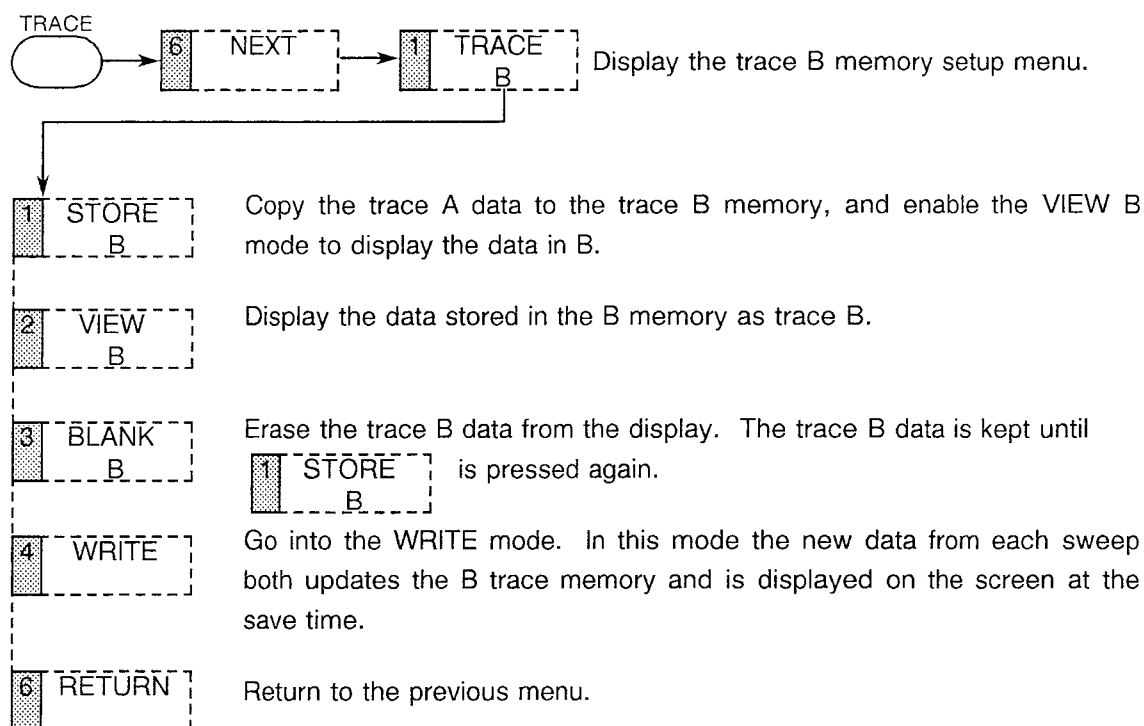 TRACE
6 NEXT
1 TRACE
B
Display the trace B memory setup menu.
1 STORE
B
Copy the trace A data to the trace B memory, and enable the VIEW B
mode to display the data in B.
2 VIEW
B
Display the data stored in the B memory as trace B.
3 BLANK
B
Erase the trace B data from the display. The trace B data is kept until
1 STORE
B
is pressed again.
4 WRITE
Go into the WRITE mode. In this mode the new data from each sweep
both updates the B trace memory and is displayed on the screen at the
save time.
6 RETURN
Return to the previous menu.